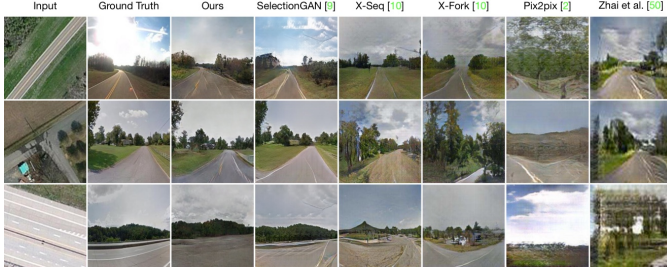 Input Ground Truth Ours SelectionGAN [9] X-Seq [10] X-Fork [10] Pix2pix [2] Zhai et al. [50]